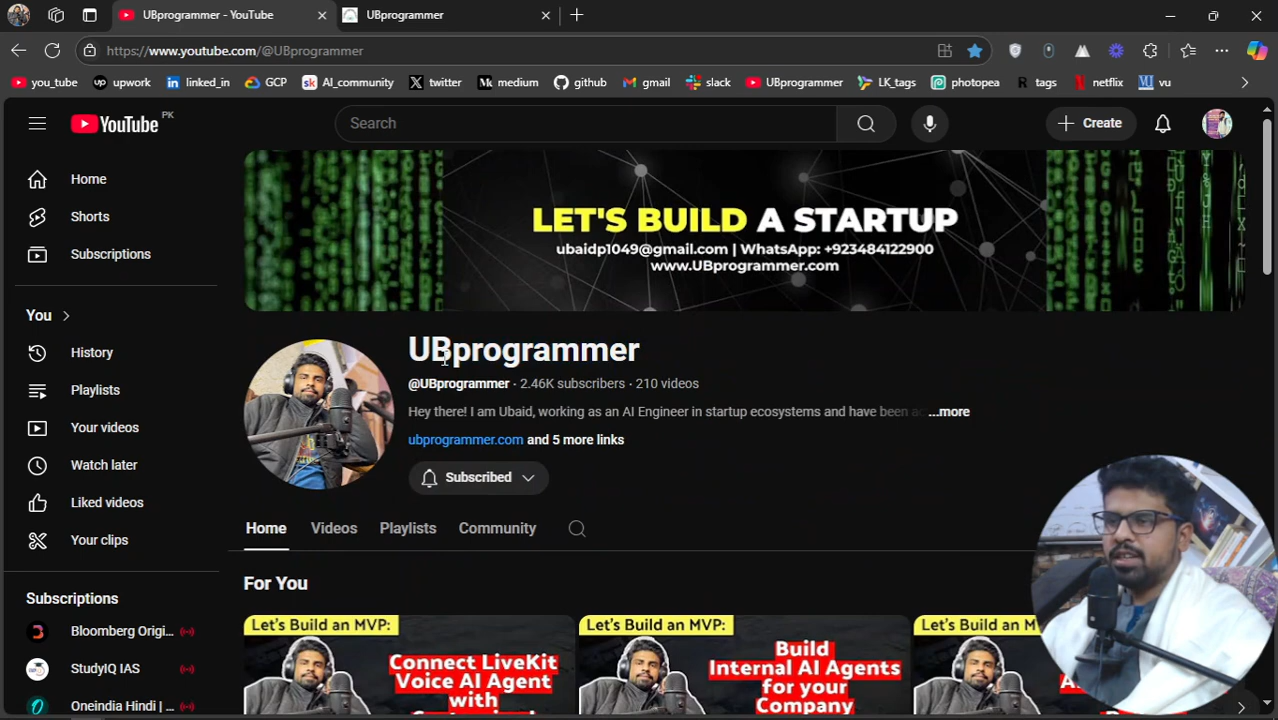 UBprogrammer - YouTube
UBprogrammer
https://www.youtube.com/@UBprogrammer
you_tube
upwork
linked_in
GCP
AI_community
twitter
medium
github
gmail
slack
UBprogrammer
LK_tags
photopea
tags
netflix
vu
YouTube PK
Search
Create
Home
Shorts
Subscriptions
You
History
Playlists
Your videos
Watch later
Liked videos
Your clips
Subscriptions
Bloomberg Origi...
StudyIQ IAS
Oneindia Hindi | ...
LET'S BUILD A STARTUP
ubaidp1049@gmail.com | WhatsApp: +923484122900
www.UBprogrammer.com
UBprogrammer
@UBprogrammer · 2.46K subscribers · 210 videos
Hey there! I am Ubaid, working as an AI Engineer in startup ecosystems and have been ...more
ubprogrammer.com and 5 more links
Subscribed
Home Videos Playlists Community
For You
Let's Build an MVP:
Connect LiveKit
Voice AI Agent
with
Let's Build an MVP:
Build
Internal AI Agents
for your
Company
Let's Build an M